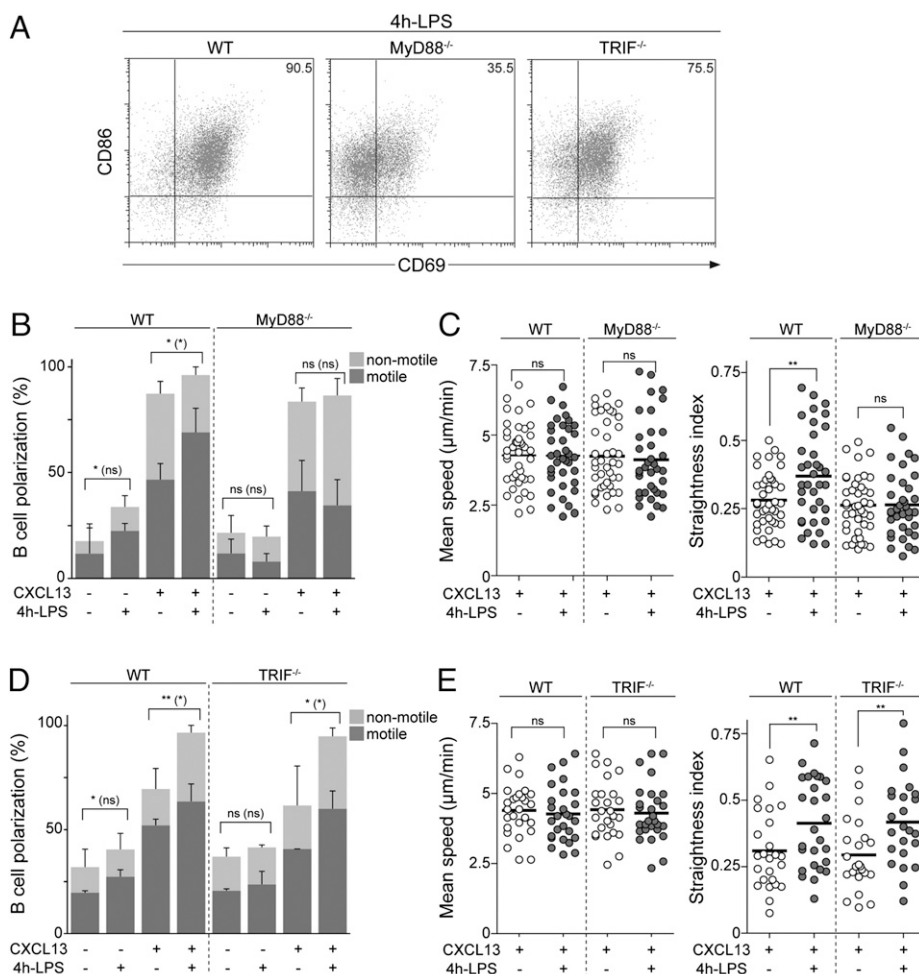 A
4h-LPS
WT MyD88-/- TRIF-/-
90.5 35.5 75.5
CD86
CD69
B
WT MyD88-/-
B cell polarization (%)
100
50
0
* (ns)
* (*)
ns (ns)
ns (ns)
non-motile
motile
CXCL13 - - + + - - + +
4h-LPS - + - + - + - +
C
WT MyD88-/-
Mean speed (µm/min)
7.5
5
2.5
0
ns
ns
CXCL13 + + + +
4h-LPS - + - +
WT MyD88-/-
Straightness index
0.75
0.5
0.25
0
**
ns
+ + + +
- + - +
D
WT TRIF-/-
B cell polarization (%)
100
50
0
* (ns)
** (*)
ns (ns)
* (*)
non-motile
motile
CXCL13 - - + + - - + +
4h-LPS - + - + - + - +
E
WT TRIF-/-
Mean speed (µm/min)
7.5
5
2.5
0
ns
ns
CXCL13 + + + +
4h-LPS - + - +
WT TRIF-/-
Straightness index
0.75
0.5
0.25
0
**
**
+ + + +
- + - +